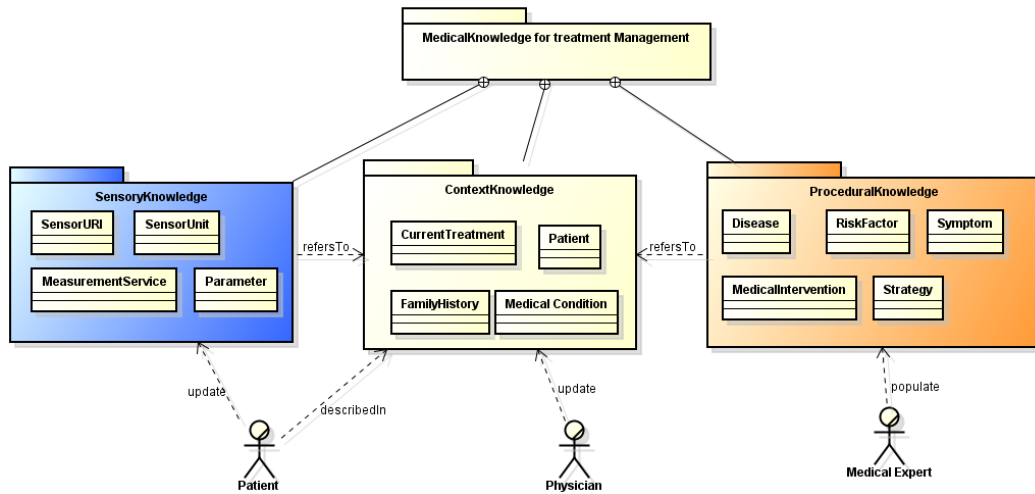 MedicalKnowledge for treatment Management
SensoryKnowledge
SensorURI
SensorUnit
MeasurementService
Parameter
refersTo
ContextKnowledge
CurrentTreatment
Patient
FamilyHistory
Medical Condition
refersTo
ProceduralKnowledge
Disease
RiskFactor
Symptom
MedicalIntervention
Strategy
update
describedIn
update
populate
Patient
Physician
Medical Expert